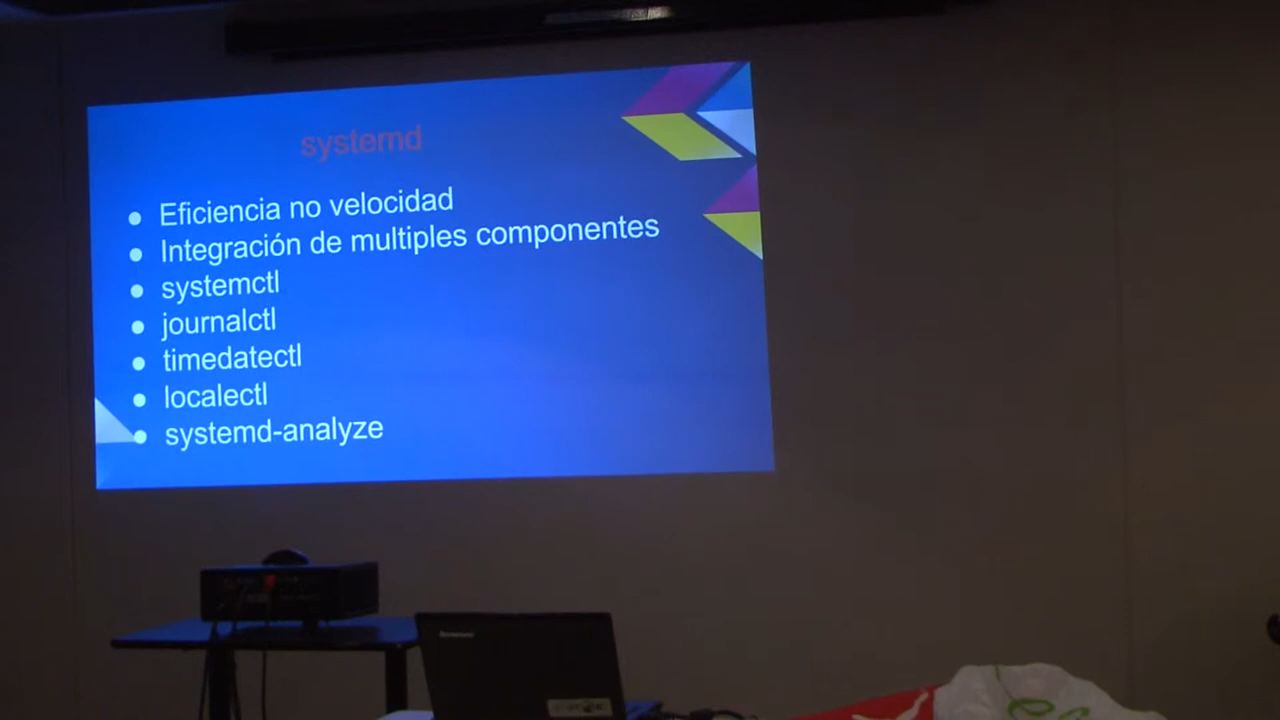 systemd
Eficiencia no velocidad
Integración de multiples componentes
systemctl
journalctl
timedatectl
localectl
systemd-analyze